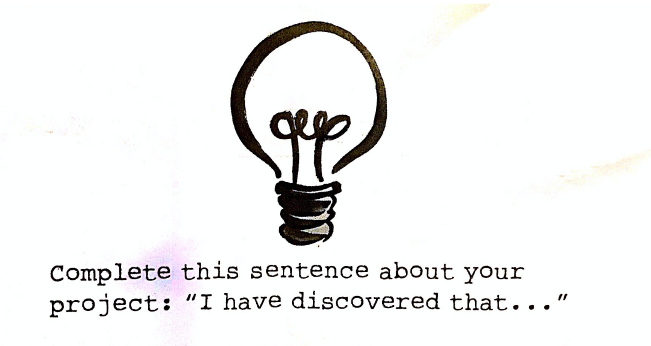 Complete this sentence about your
project: “I have discovered that...”